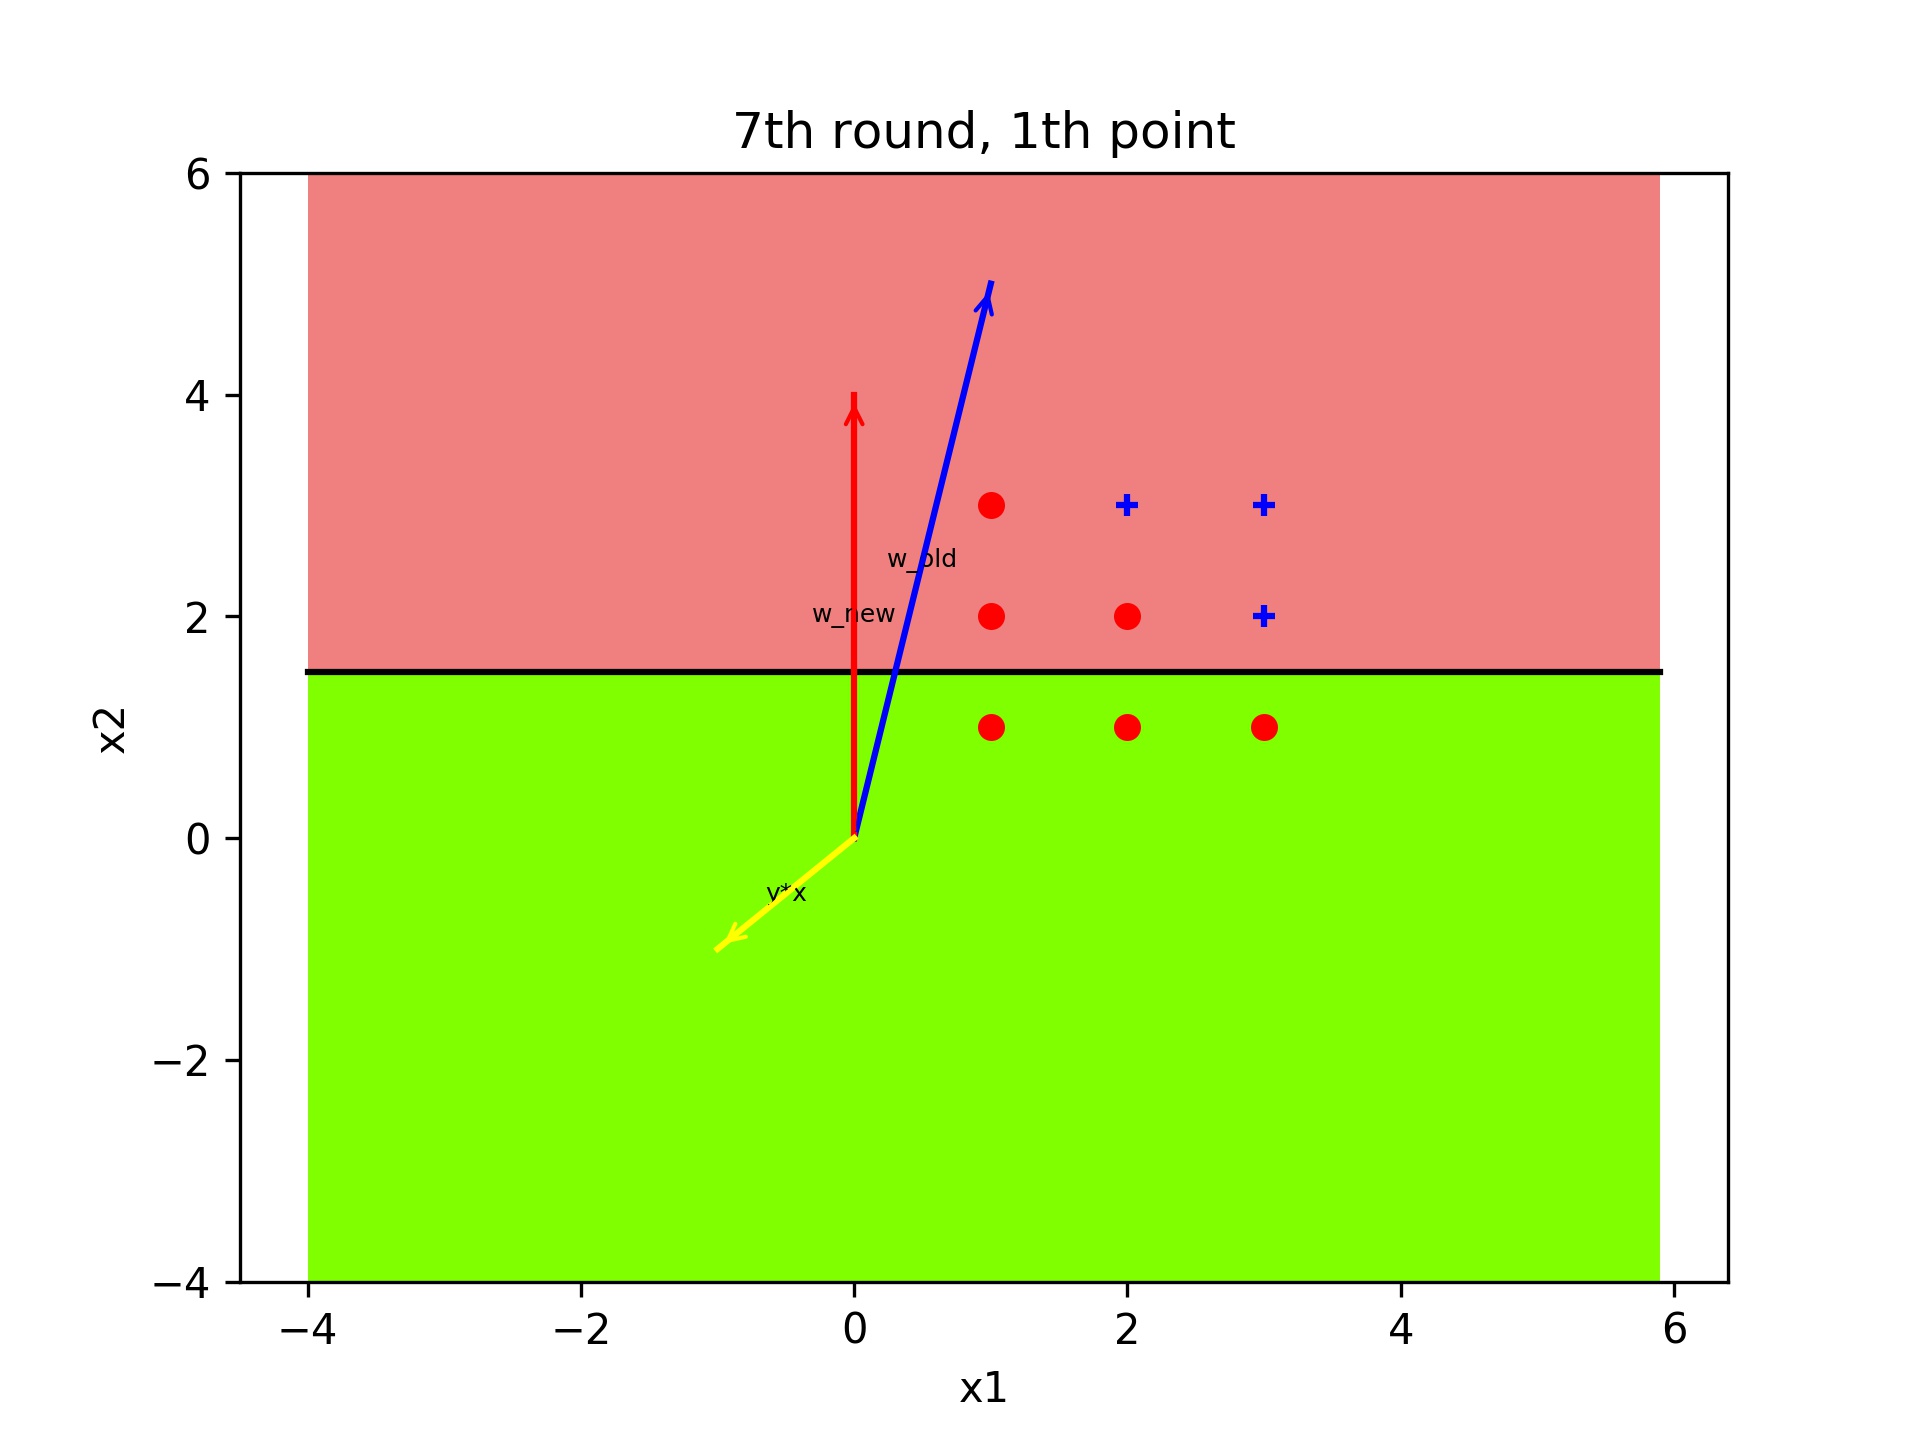 7th round, 1th point
6
4
2
0
−2
−4
x2
w_old
w_new
y*x
−4 −2 0 2 4 6
x1